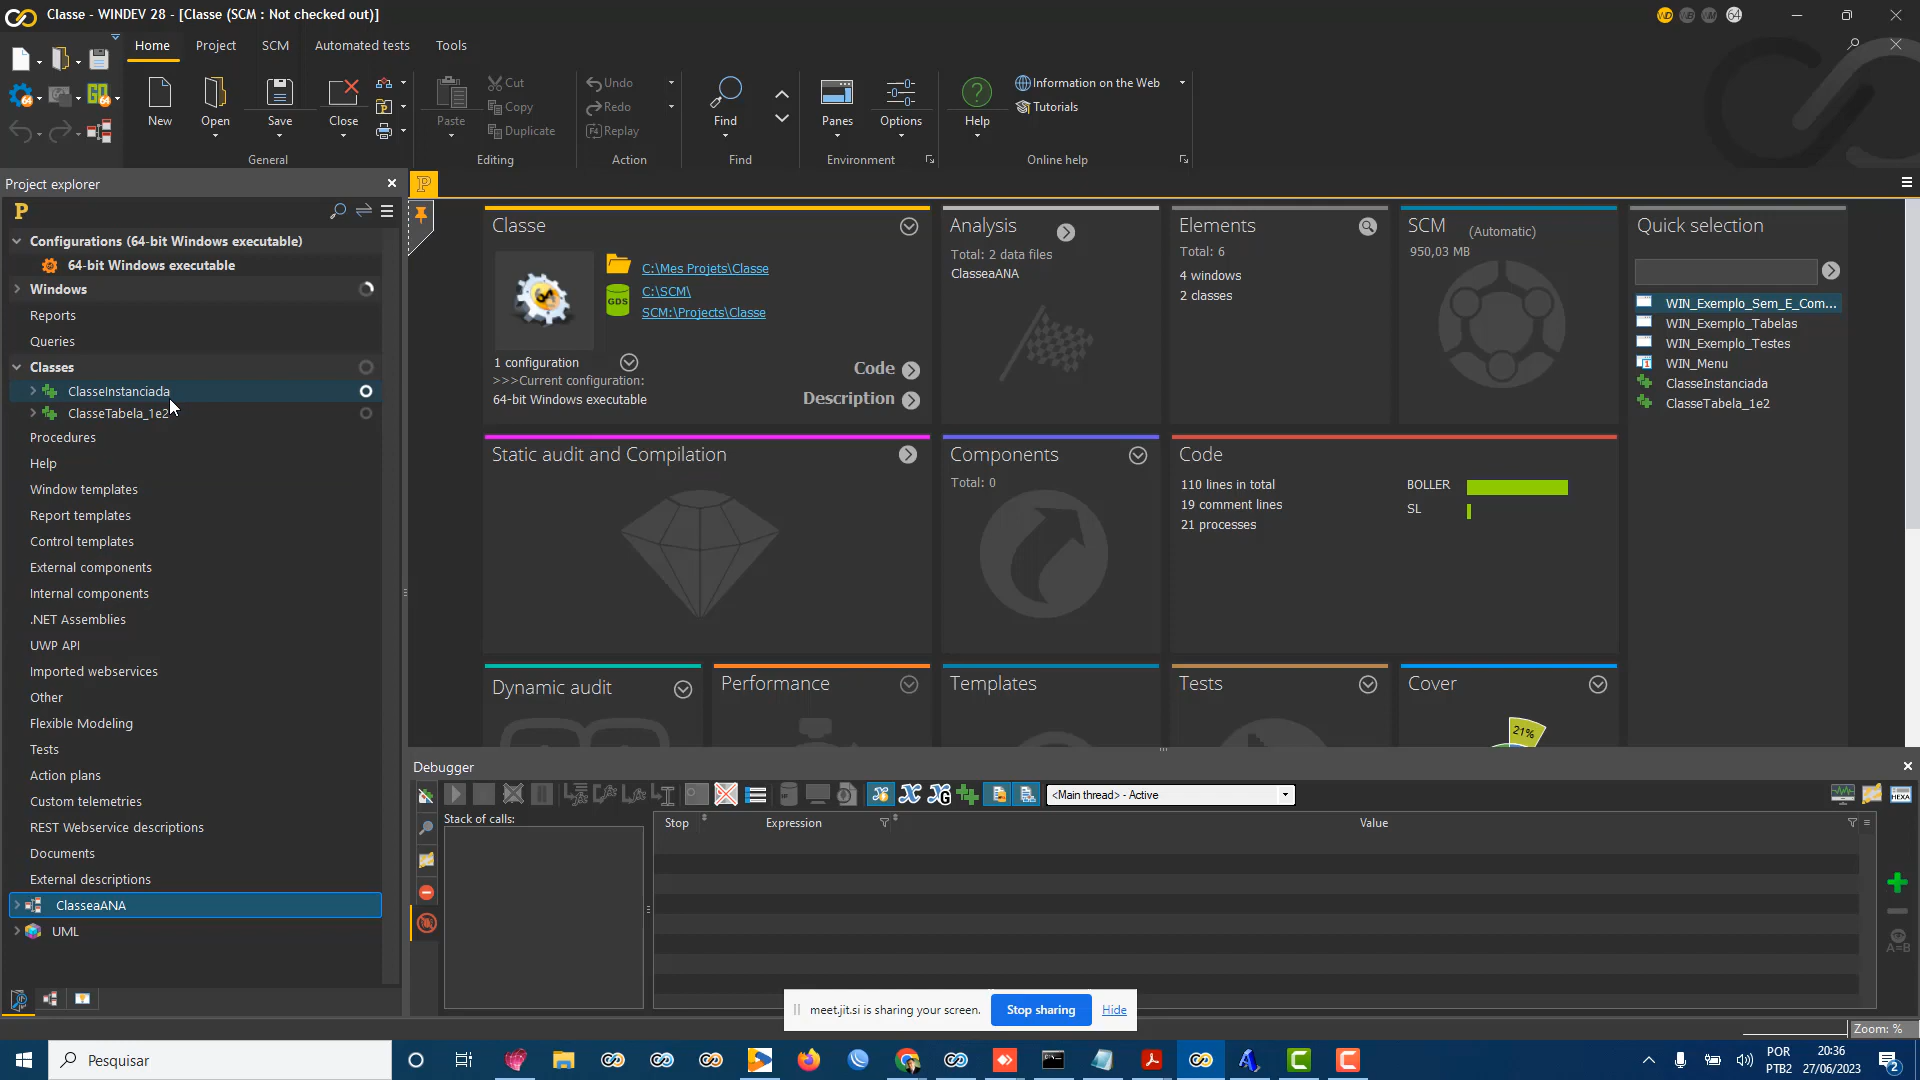 Classe - WINDEV 28 - [Classe (SCM : Not checked out)]
WD WB WM 64
Home Project SCM Automated tests Tools
New Open Save Close
Paste
Cut
Copy
Duplicate
Undo
Redo
F4 Replay
Find
Panes Options
Help
Information on the Web
Tutorials
General Editing Action Find Environment Online help
Project explorer
P
Configurations (64-bit Windows executable)
64-bit Windows executable
Windows
Reports
Queries
Classes
ClasseInstanciada
ClasseTabela_1e2
Procedures
Help
Window templates
Report templates
Control templates
External components
Internal components
.NET Assemblies
UWP API
Imported webservices
Other
Flexible Modeling
Tests
Action plans
Custom telemetries
REST Webservice descriptions
Documents
External descriptions
ClasseaANA
UML
P
Classe
64
C:\Mes Projets\Classe
GDS
C:\SCM\
SCM:\Projects\Classe
1 configuration
>>>Current configuration:
64-bit Windows executable
Code
Description
Analysis
Total: 2 data files
ClasseaANA
Elements
Total: 6
4 windows
2 classes
SCM (Automatic)
950,03 MB
Quick selection
WIN_Exemplo_Sem_E_Com...
WIN_Exemplo_Tabelas
WIN_Exemplo_Testes
WIN_Menu
ClasseInstanciada
ClasseTabela_1e2
Static audit and Compilation
Components
Total: 0
Code
110 lines in total
19 comment lines
21 processes
BOLLER
SL
Dynamic audit
Performance
Templates
Tests
Cover
21%
Debugger
<Main thread> - Active
HEXA
Stack of calls:
Stop Expression Value
A=B
meet.jit.si is sharing your screen. Stop sharing Hide
Zoom: %
Pesquisar
POR
PTB2
20:36
27/06/2023
2